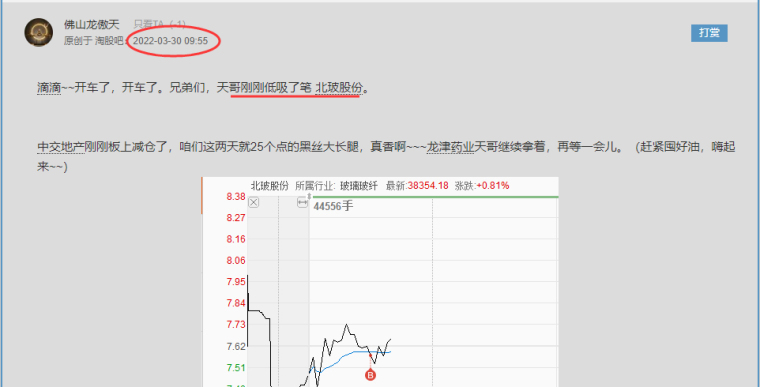 佛山龙傲天 只看TA (-1)
原创于 淘股吧 2022-03-30 09:55
打赏
滴滴~~开车了，开车了。兄弟们，天哥刚刚低吸了笔 北玻股份。
中交地产刚刚板上减仓了，咱们这两天就25个点的黑丝大长腿，真香啊~~~龙津药业天哥继续拿着，再等一会儿。（赶紧囤好油，嗨起
来~~）
北玻股份 所属行业: 玻璃玻纤 最新:38354.18 涨跌:+0.81%
44556手
8.38
8.27
8.16
8.06
7.95
7.84
7.73
7.62
7.51
B